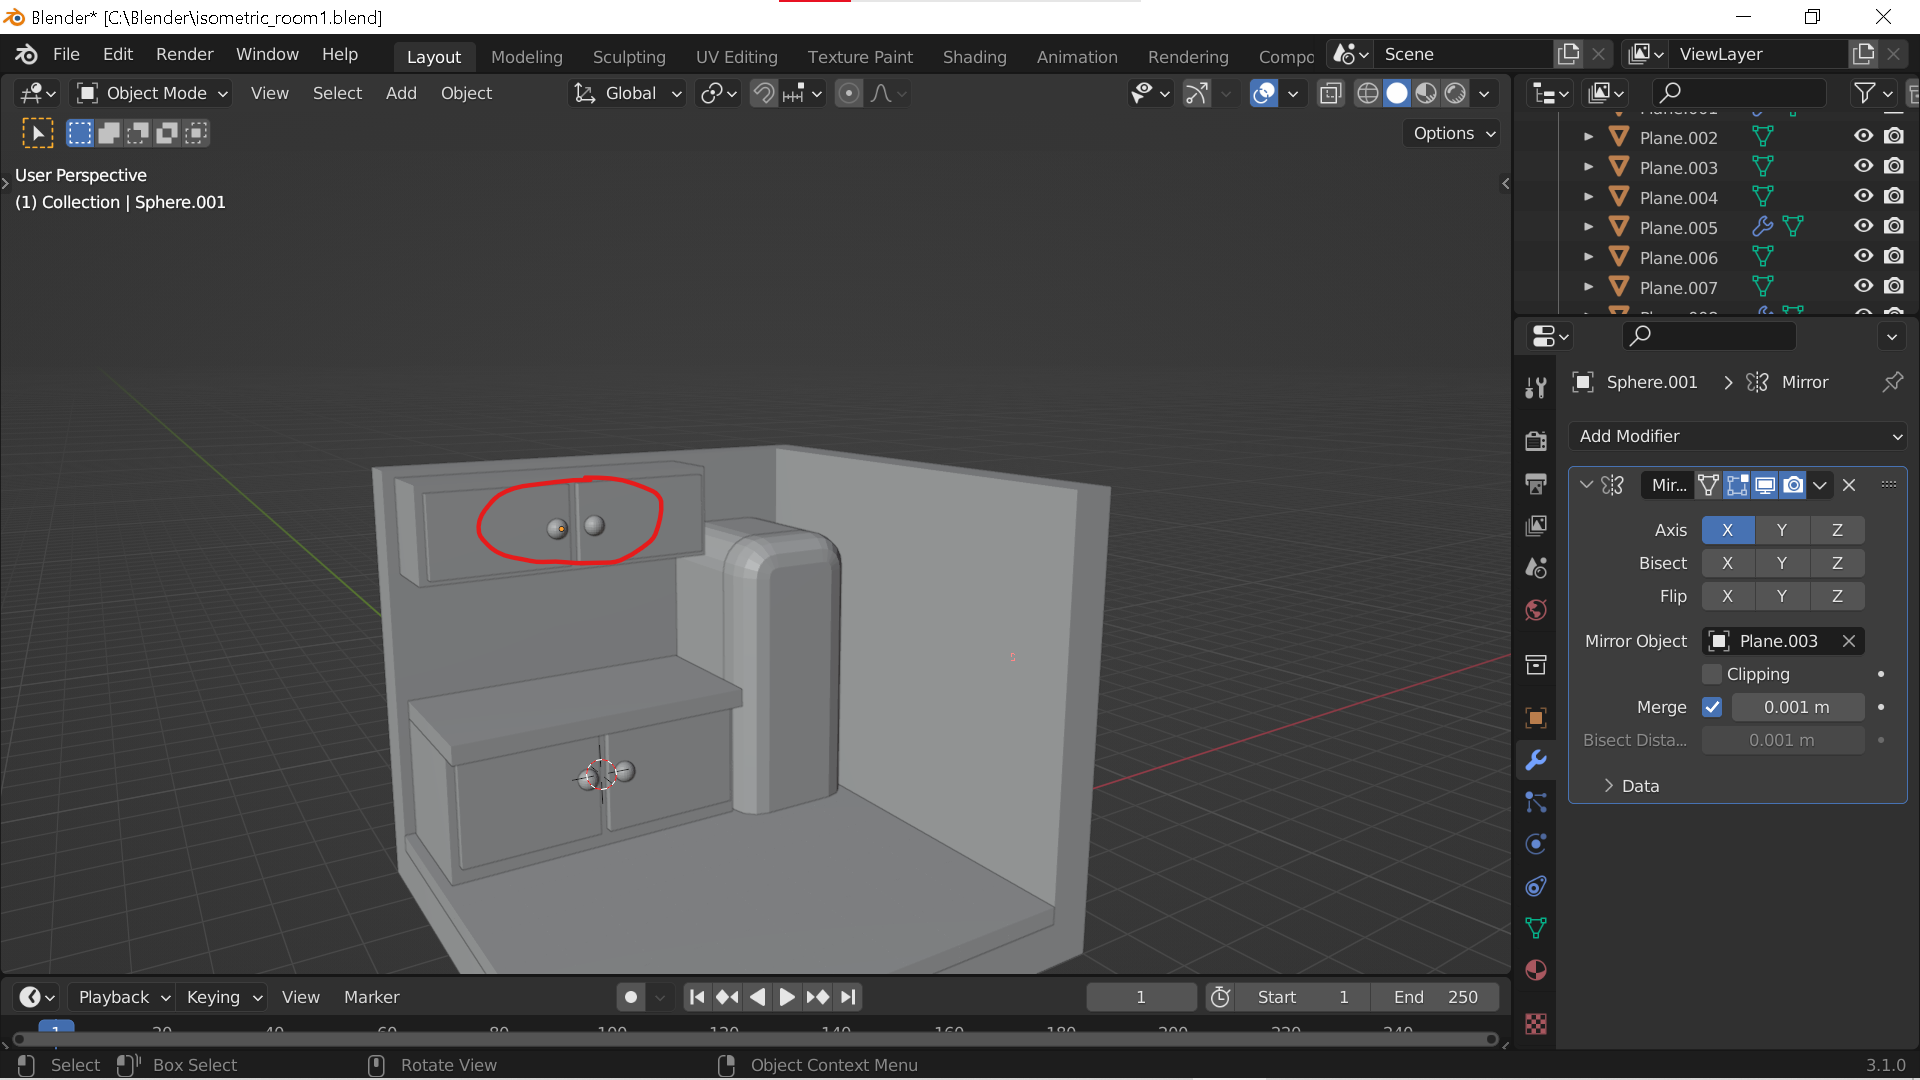 Blender* [C:\Blender\isometric_room1.blend]
File Edit Render Window Help Layout Modeling Sculpting UV Editing Texture Paint Shading Animation Rendering Compo Scene ViewLayer
Object Mode View Select Add Object Global
Options
User Perspective
(1) Collection | Sphere.001
Plane.002
Plane.003
Plane.004
Plane.005
Plane.006
Plane.007
Sphere.001 > Mirror
Add Modifier
Mir...
Axis X Y Z
Bisect X Y Z
Flip X Y Z
Mirror Object Plane.003
Clipping
Merge 0.001 m
Bisect Dista... 0.001 m
Data
Playback Keying View Marker 1 Start 1 End 250
1 20 40 60 80 100 120 140 160 180 200 220 240
Select Box Select Rotate View Object Context Menu 3.1.0